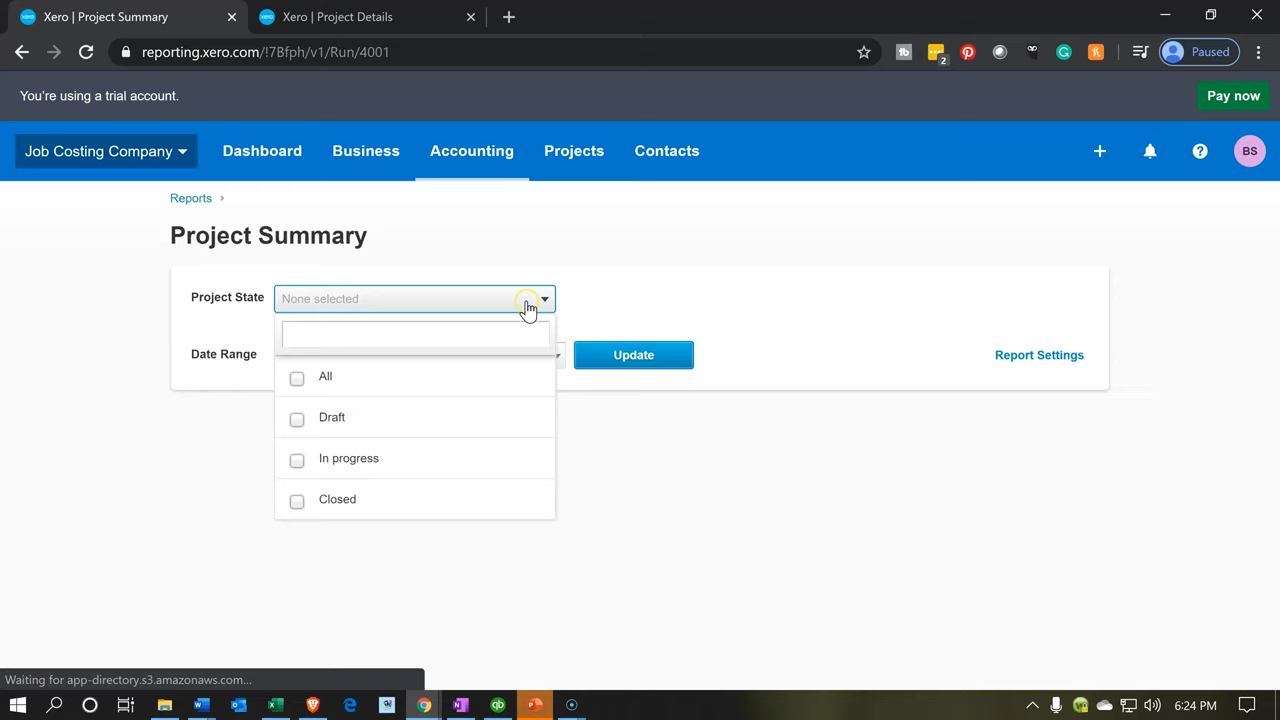 Xero | Project Summary
Xero | Project Details
reporting.xero.com/!7Bfph/v1/Run/4001
2
Paused
You're using a trial account.
Pay now
Job Costing Company
Dashboard
Business
Accounting
Projects
Contacts
BS
Reports
Project Summary
Project State
None selected
Date Range
Update
Report Settings
All
Draft
In progress
Closed
Waiting for app-directory.s3.amazonaws.com...
6:24 PM